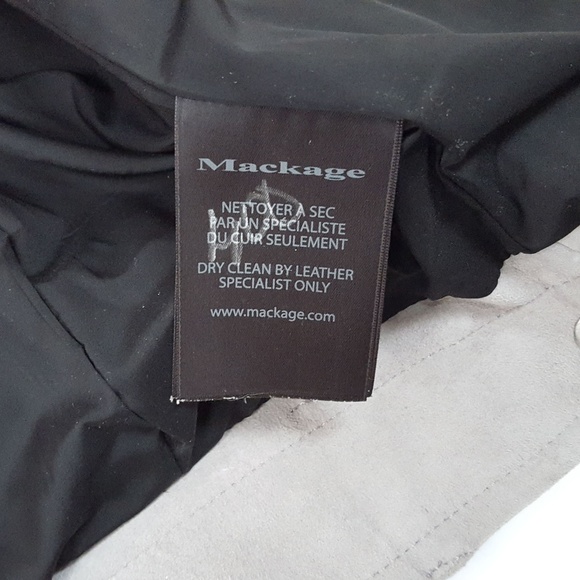 Mackage
NETTOYER A SEC
PAR UN SPÉCIALISTE
DU CUIR SEULEMENT
DRY CLEAN BY LEATHER
SPECIALIST ONLY
www.mackage.com